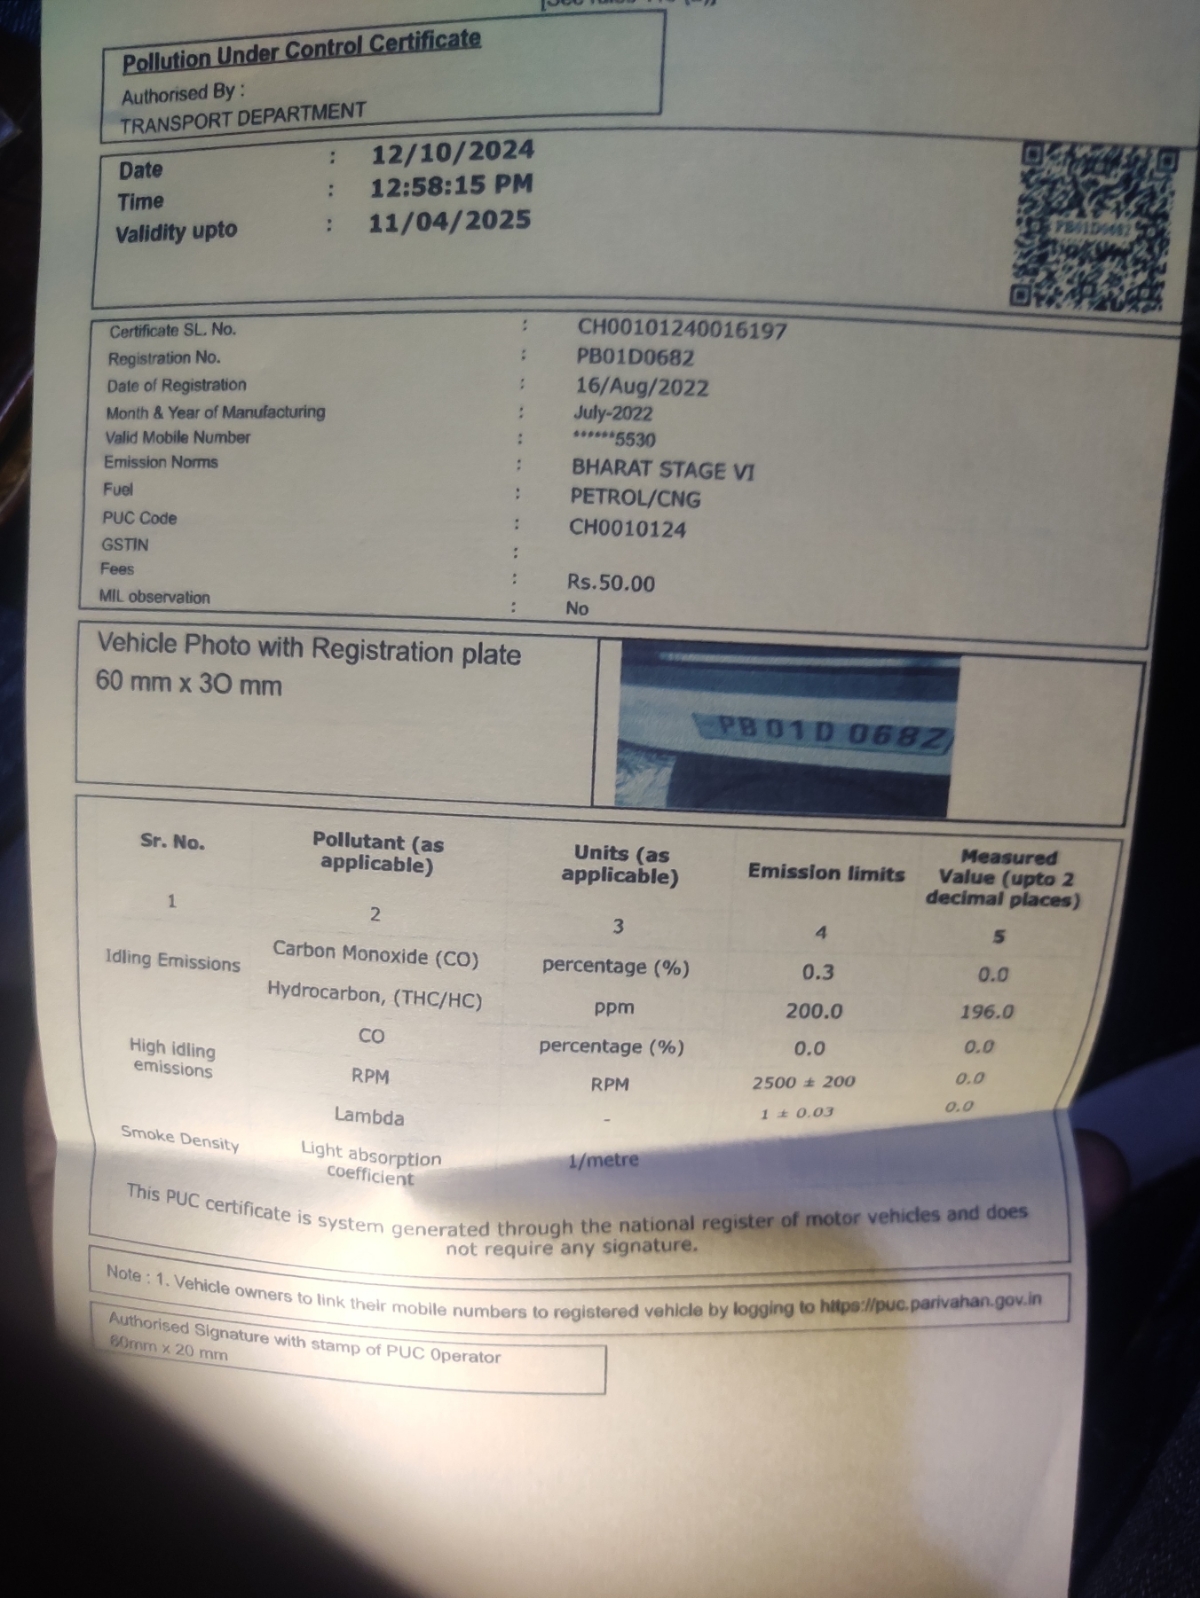 Pollution Under Control Certificate
Authorised By :
TRANSPORT DEPARTMENT
Date : 12/10/2024
Time : 12:58:15 PM
Validity upto : 11/04/2025
PB01D0682
Certificate SL. No. : CH00101240016197
Registration No. : PB01D0682
Date of Registration : 16/Aug/2022
Month & Year of Manufacturing : July-2022
Valid Mobile Number : ******5530
Emission Norms : BHARAT STAGE VI
Fuel : PETROL/CNG
PUC Code : CH0010124
GSTIN :
Fees : Rs.50.00
MIL observation : No
Vehicle Photo with Registration plate
60 mm x 3O mm
PB01D 0682
Sr. No. Pollutant (as applicable) Units (as applicable) Emission limits Measured Value (upto 2 decimal places)
1 2 3 4 5
Idling Emissions Carbon Monoxide (CO) percentage (%) 0.3 0.0
Hydrocarbon, (THC/HC) ppm 200.0 196.0
High idling emissions CO percentage (%) 0.0 0.0
RPM RPM 2500 ± 200 0.0
Lambda - 1 ± 0.03 0.0
Smoke Density Light absorption coefficient 1/metre
This PUC certificate is system generated through the national register of motor vehicles and does
not require any signature.
Note : 1. Vehicle owners to link their mobile numbers to registered vehicle by logging to https://puc.parivahan.gov.in
Authorised Signature with stamp of PUC 0perator
60mm x 20 mm